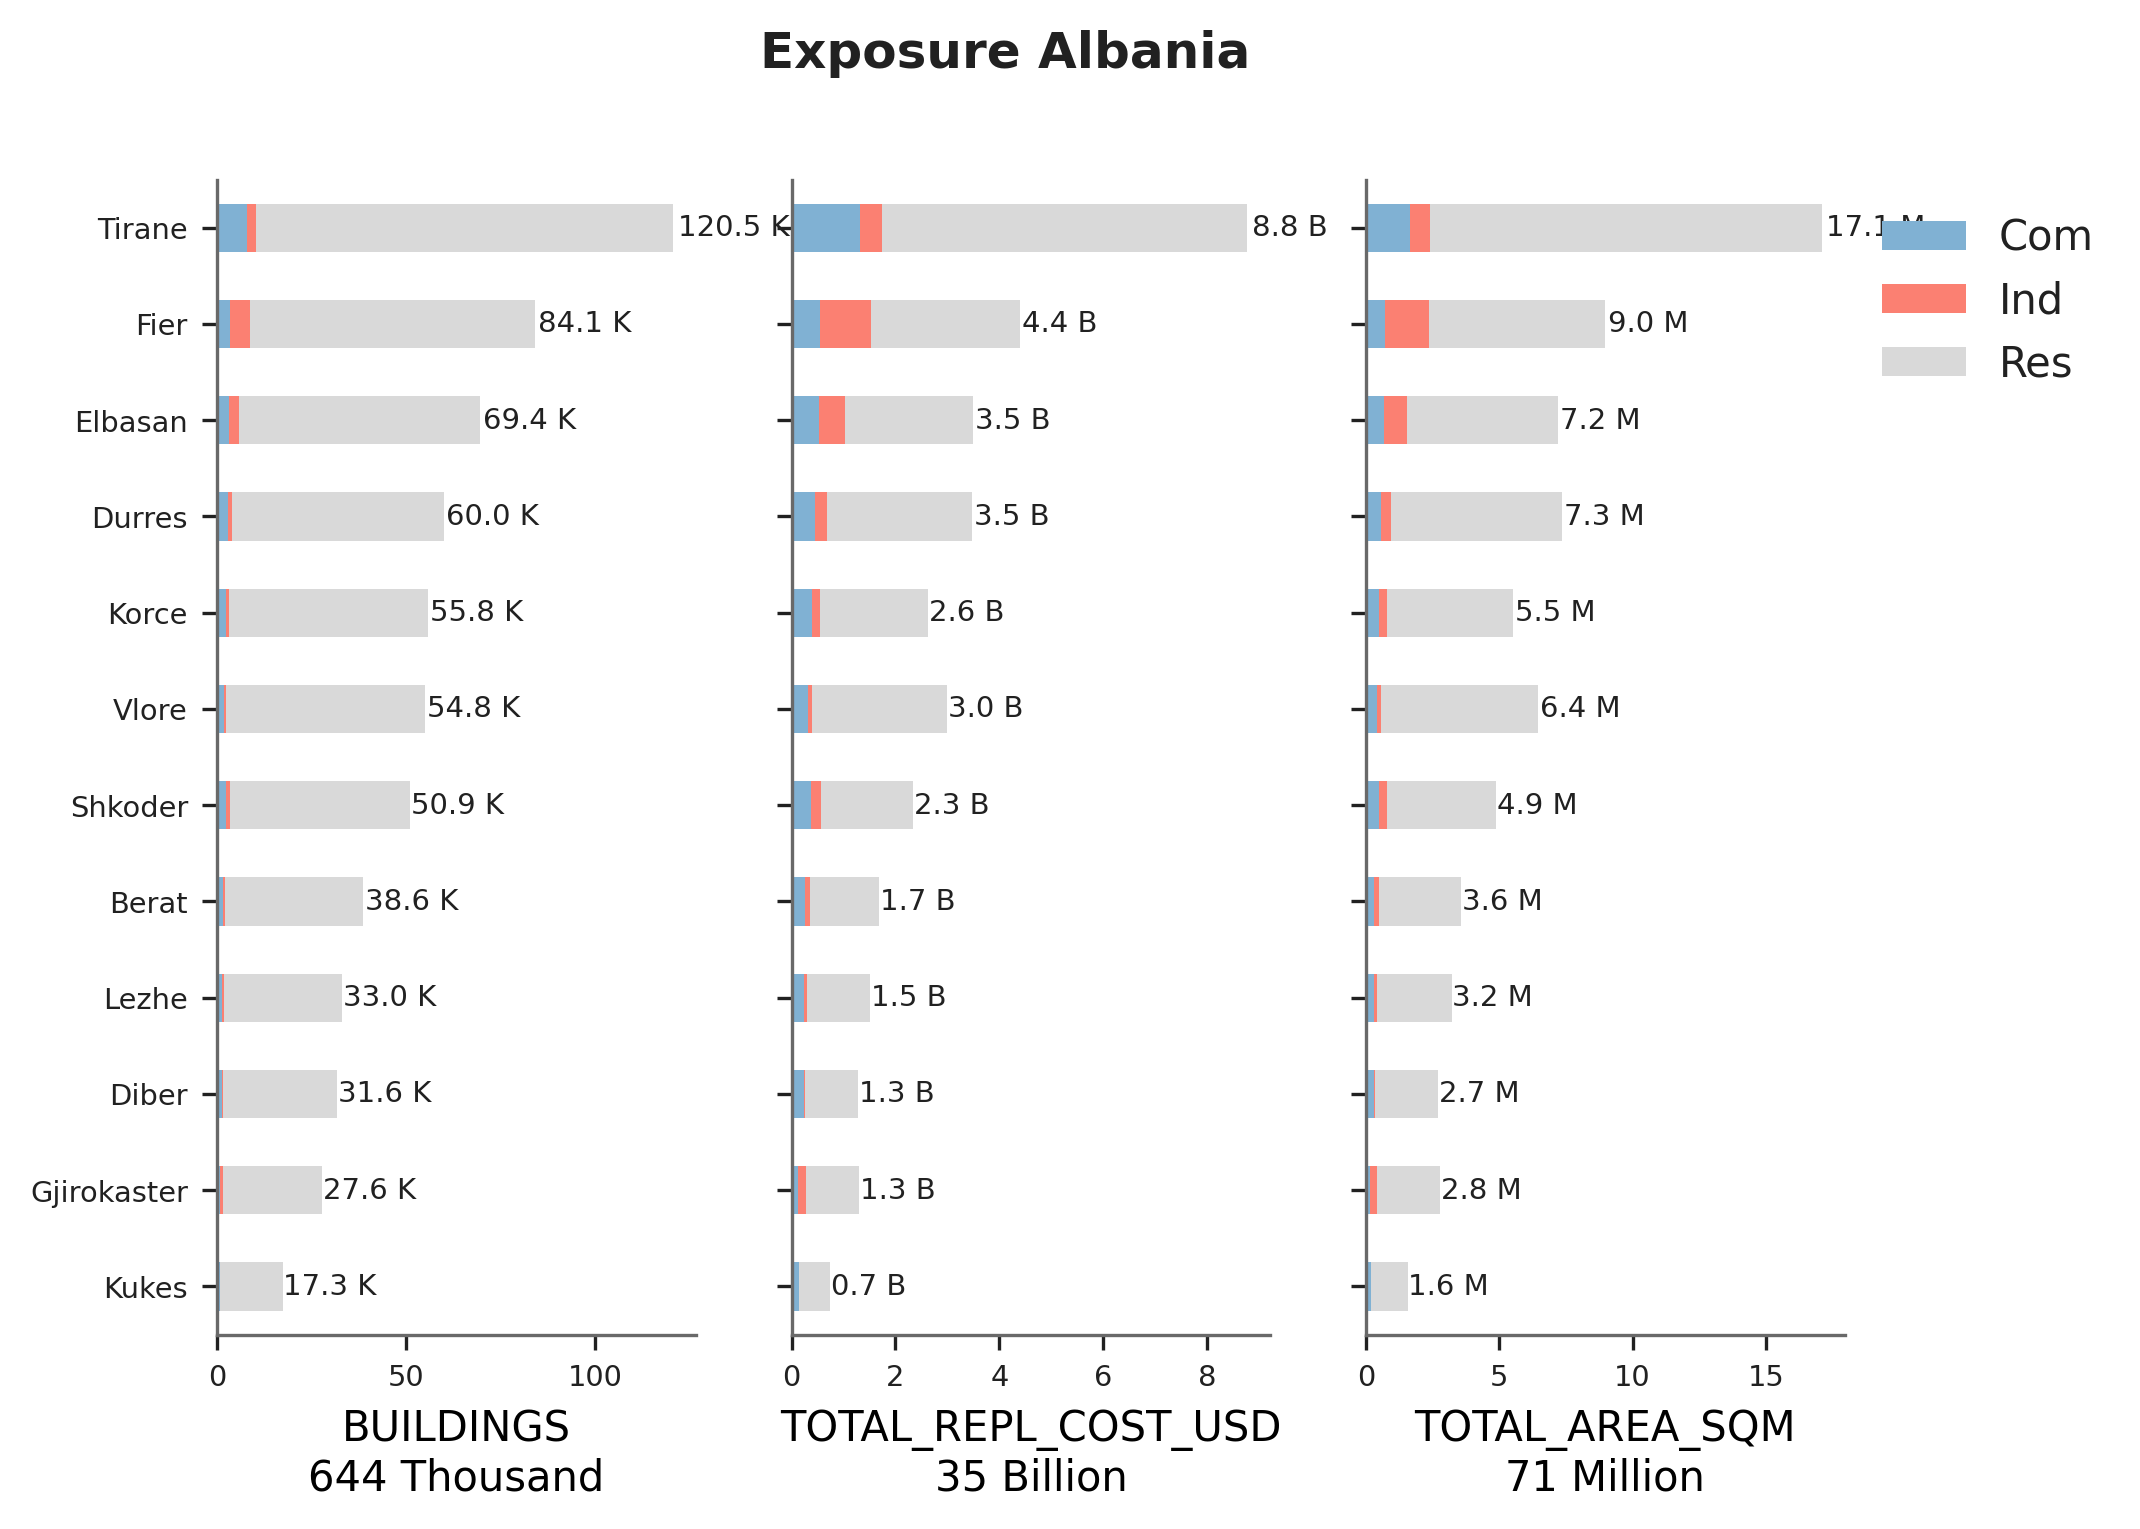 Exposure Albania
Tirane
Fier
Elbasan
Durres
Korce
Vlore
Shkoder
Berat
Lezhe
Diber
Gjirokaster
Kukes
120.5 K
84.1 K
69.4 K
60.0 K
55.8 K
54.8 K
50.9 K
38.6 K
33.0 K
31.6 K
27.6 K
17.3 K
0 50 100
BUILDINGS
644 Thousand
8.8 B
4.4 B
3.5 B
3.5 B
2.6 B
3.0 B
2.3 B
1.7 B
1.5 B
1.3 B
1.3 B
0.7 B
0 2 4 6 8
TOTAL_REPL_COST_USD
35 Billion
17.1 M
9.0 M
7.2 M
7.3 M
5.5 M
6.4 M
4.9 M
3.6 M
3.2 M
2.7 M
2.8 M
1.6 M
0 5 10 15
TOTAL_AREA_SQM
71 Million
Com
Ind
Res